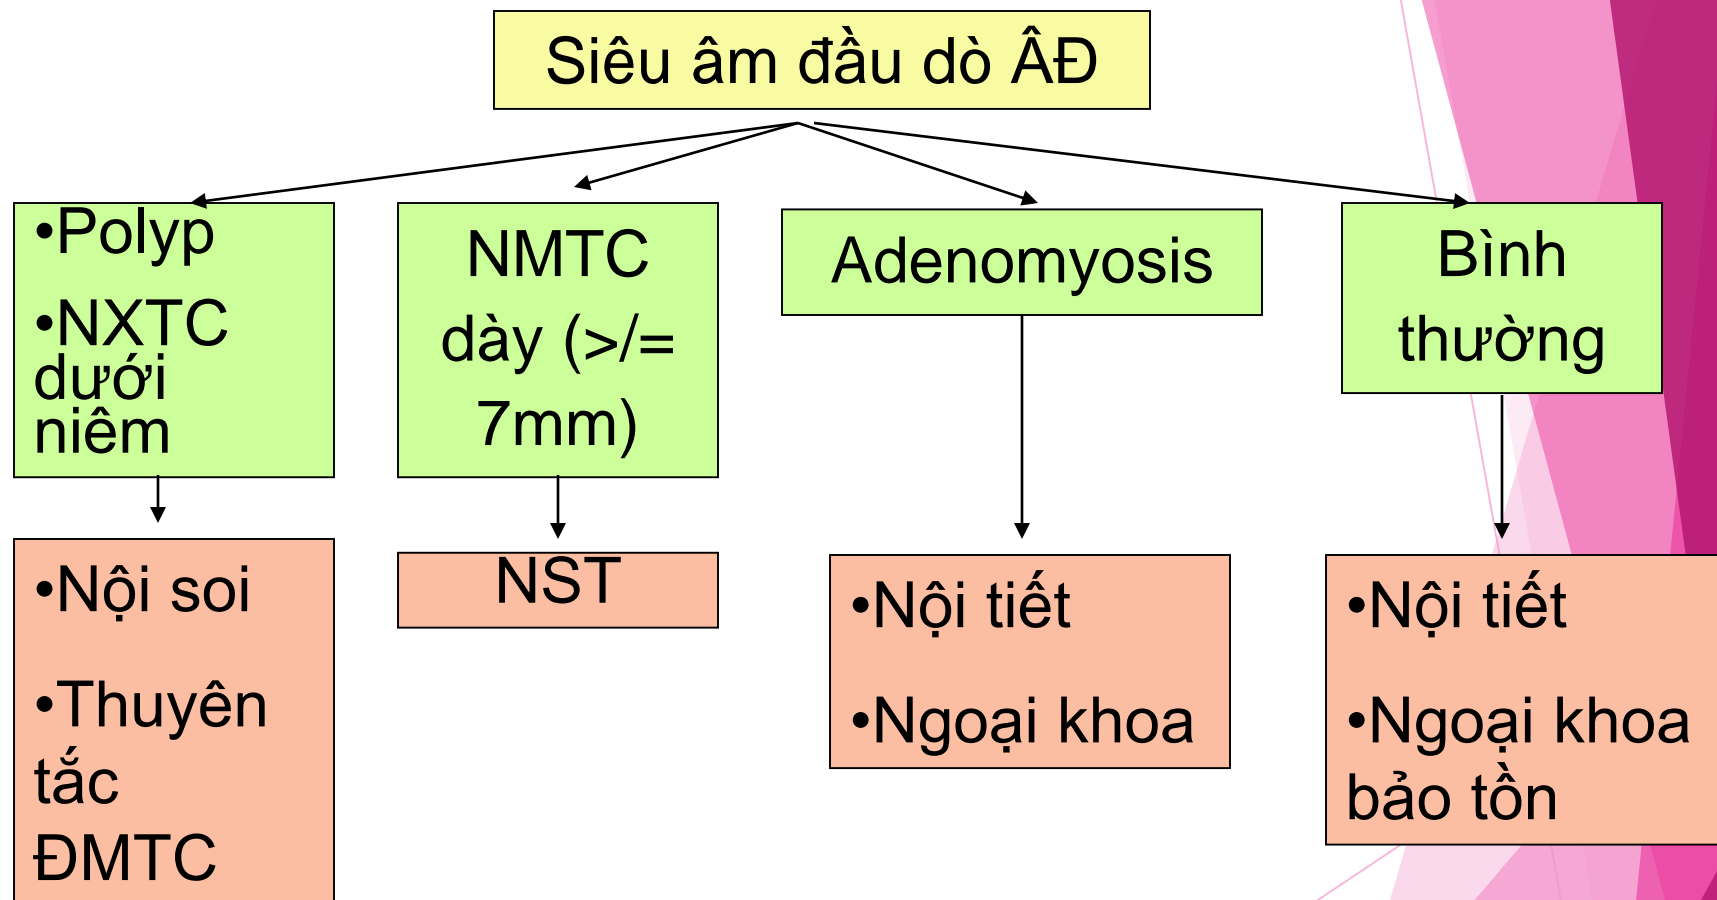 Siêu âm đầu dò ÂĐ
•Polyp
•NXTC
dưới
niêm
NMTC
dày (>/=
7mm)
Adenomyosis
Bình
thường
•Nội soi
•Thuyên
tắc
ĐMTC
NST
•Nội tiết
•Ngoại khoa
•Nội tiết
•Ngoại khoa
bảo tồn